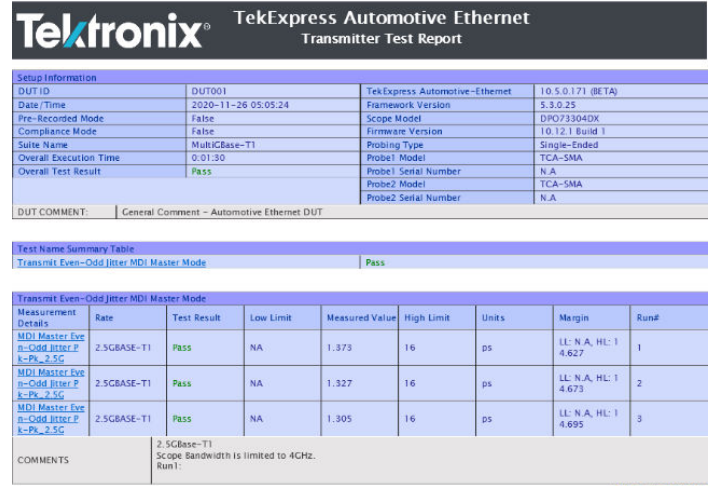 Tektronix®
TekExpress Automotive Ethernet
Transmitter Test Report
Setup Information
DUT ID DUT001 TekExpress Automotive-Ethernet 10.5.0.171 (BETA)
Date/Time 2020-11-26 05:05:24 Framework Version 5.3.0.25
Pre-Recorded Mode False Scope Model DPO73304DX
Compliance Mode False Firmware Version 10.12.1 Build 1
Suite Name MultiGBase-T1 Probing Type Single-Ended
Overall Execution Time 0:01:30 Probe1 Model TCA-SMA
Overall Test Result Pass Probe1 Serial Number N.A
Probe2 Model TCA-SMA
Probe2 Serial Number N.A
DUT COMMENT: General Comment - Automotive Ethernet DUT
Test Name Summary Table
Transmit Even-Odd Jitter MDI Master Mode Pass
Transmit Even-Odd Jitter MDI Master Mode
Measurement
Details Rate Test Result Low Limit Measured Value High Limit Units Margin Run#
MDI Master Eve
n-Odd Jitter P
k-Pk_2.5G 2.5GBASE-T1 Pass NA 1.373 16 ps LL: N.A, HL: 1
4.627 1
MDI Master Eve
n-Odd Jitter P
k-Pk_2.5G 2.5GBASE-T1 Pass NA 1.327 16 ps LL: N.A, HL: 1
4.673 2
MDI Master Eve
n-Odd Jitter P
k-Pk_2.5G 2.5GBASE-T1 Pass NA 1.305 16 ps LL: N.A, HL: 1
4.695 3
COMMENTS
2.5GBase-T1
Scope Bandwidth is limited to 4GHz.
Run1: